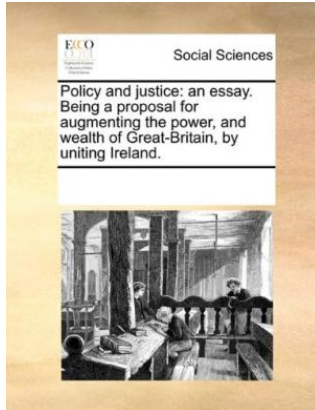 ECCO
Social Sciences
Policy and justice: an essay.
Being a proposal for
augmenting the power, and
wealth of Great-Britain, by
uniting Ireland.